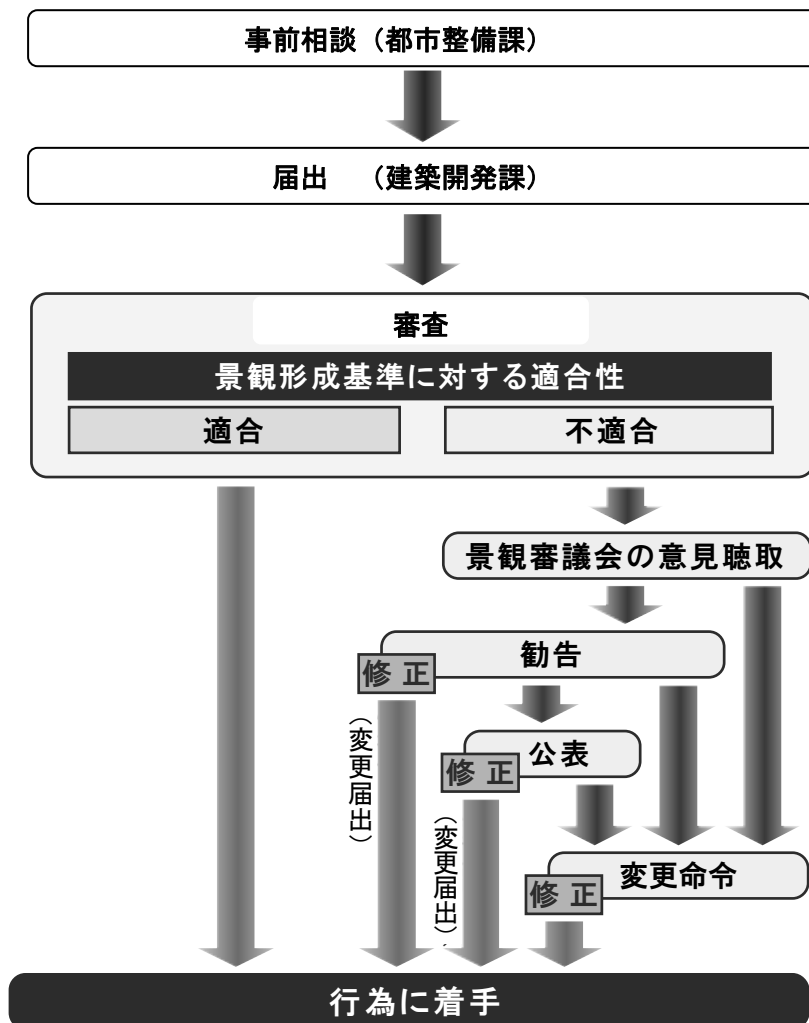 事前相談（都市整備課）
届出　（建築開発課）
審査
景観形成基準に対する適合性
適合
不適合
景観審議会の意見聴取
勧告
修正
（変更届出）
公表
修正
（変更届出）
変更命令
修正
行為に着手